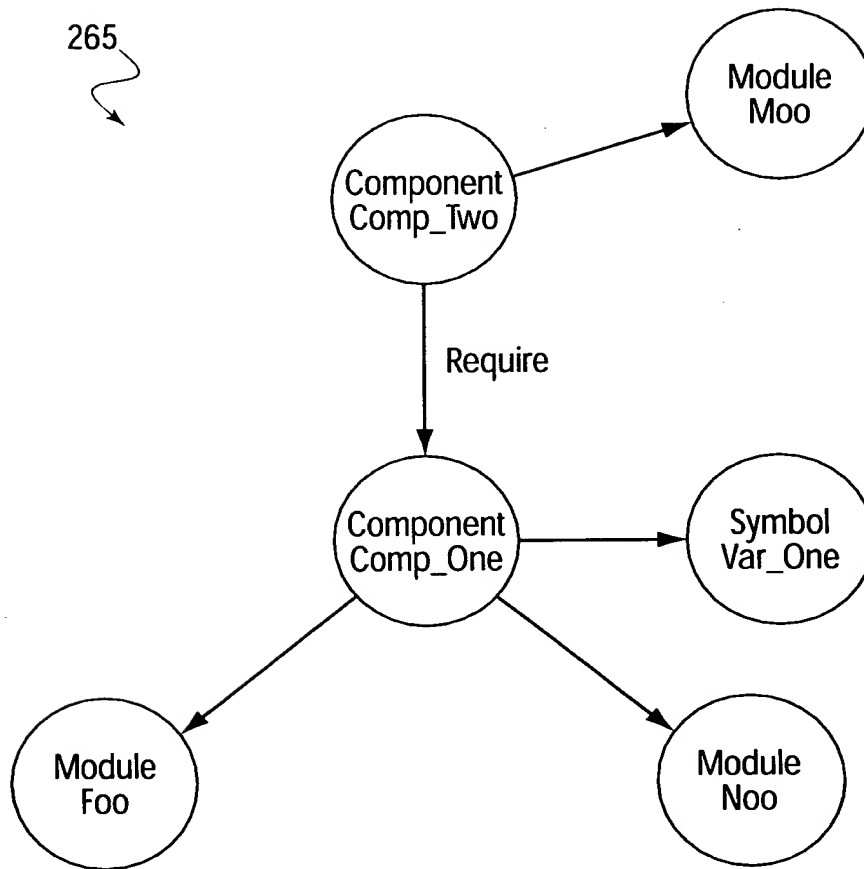 265
Module
Moo
Component
Comp_Two
Require
Component
Comp_One
Symbol
Var_One
Module
Foo
Module
Noo